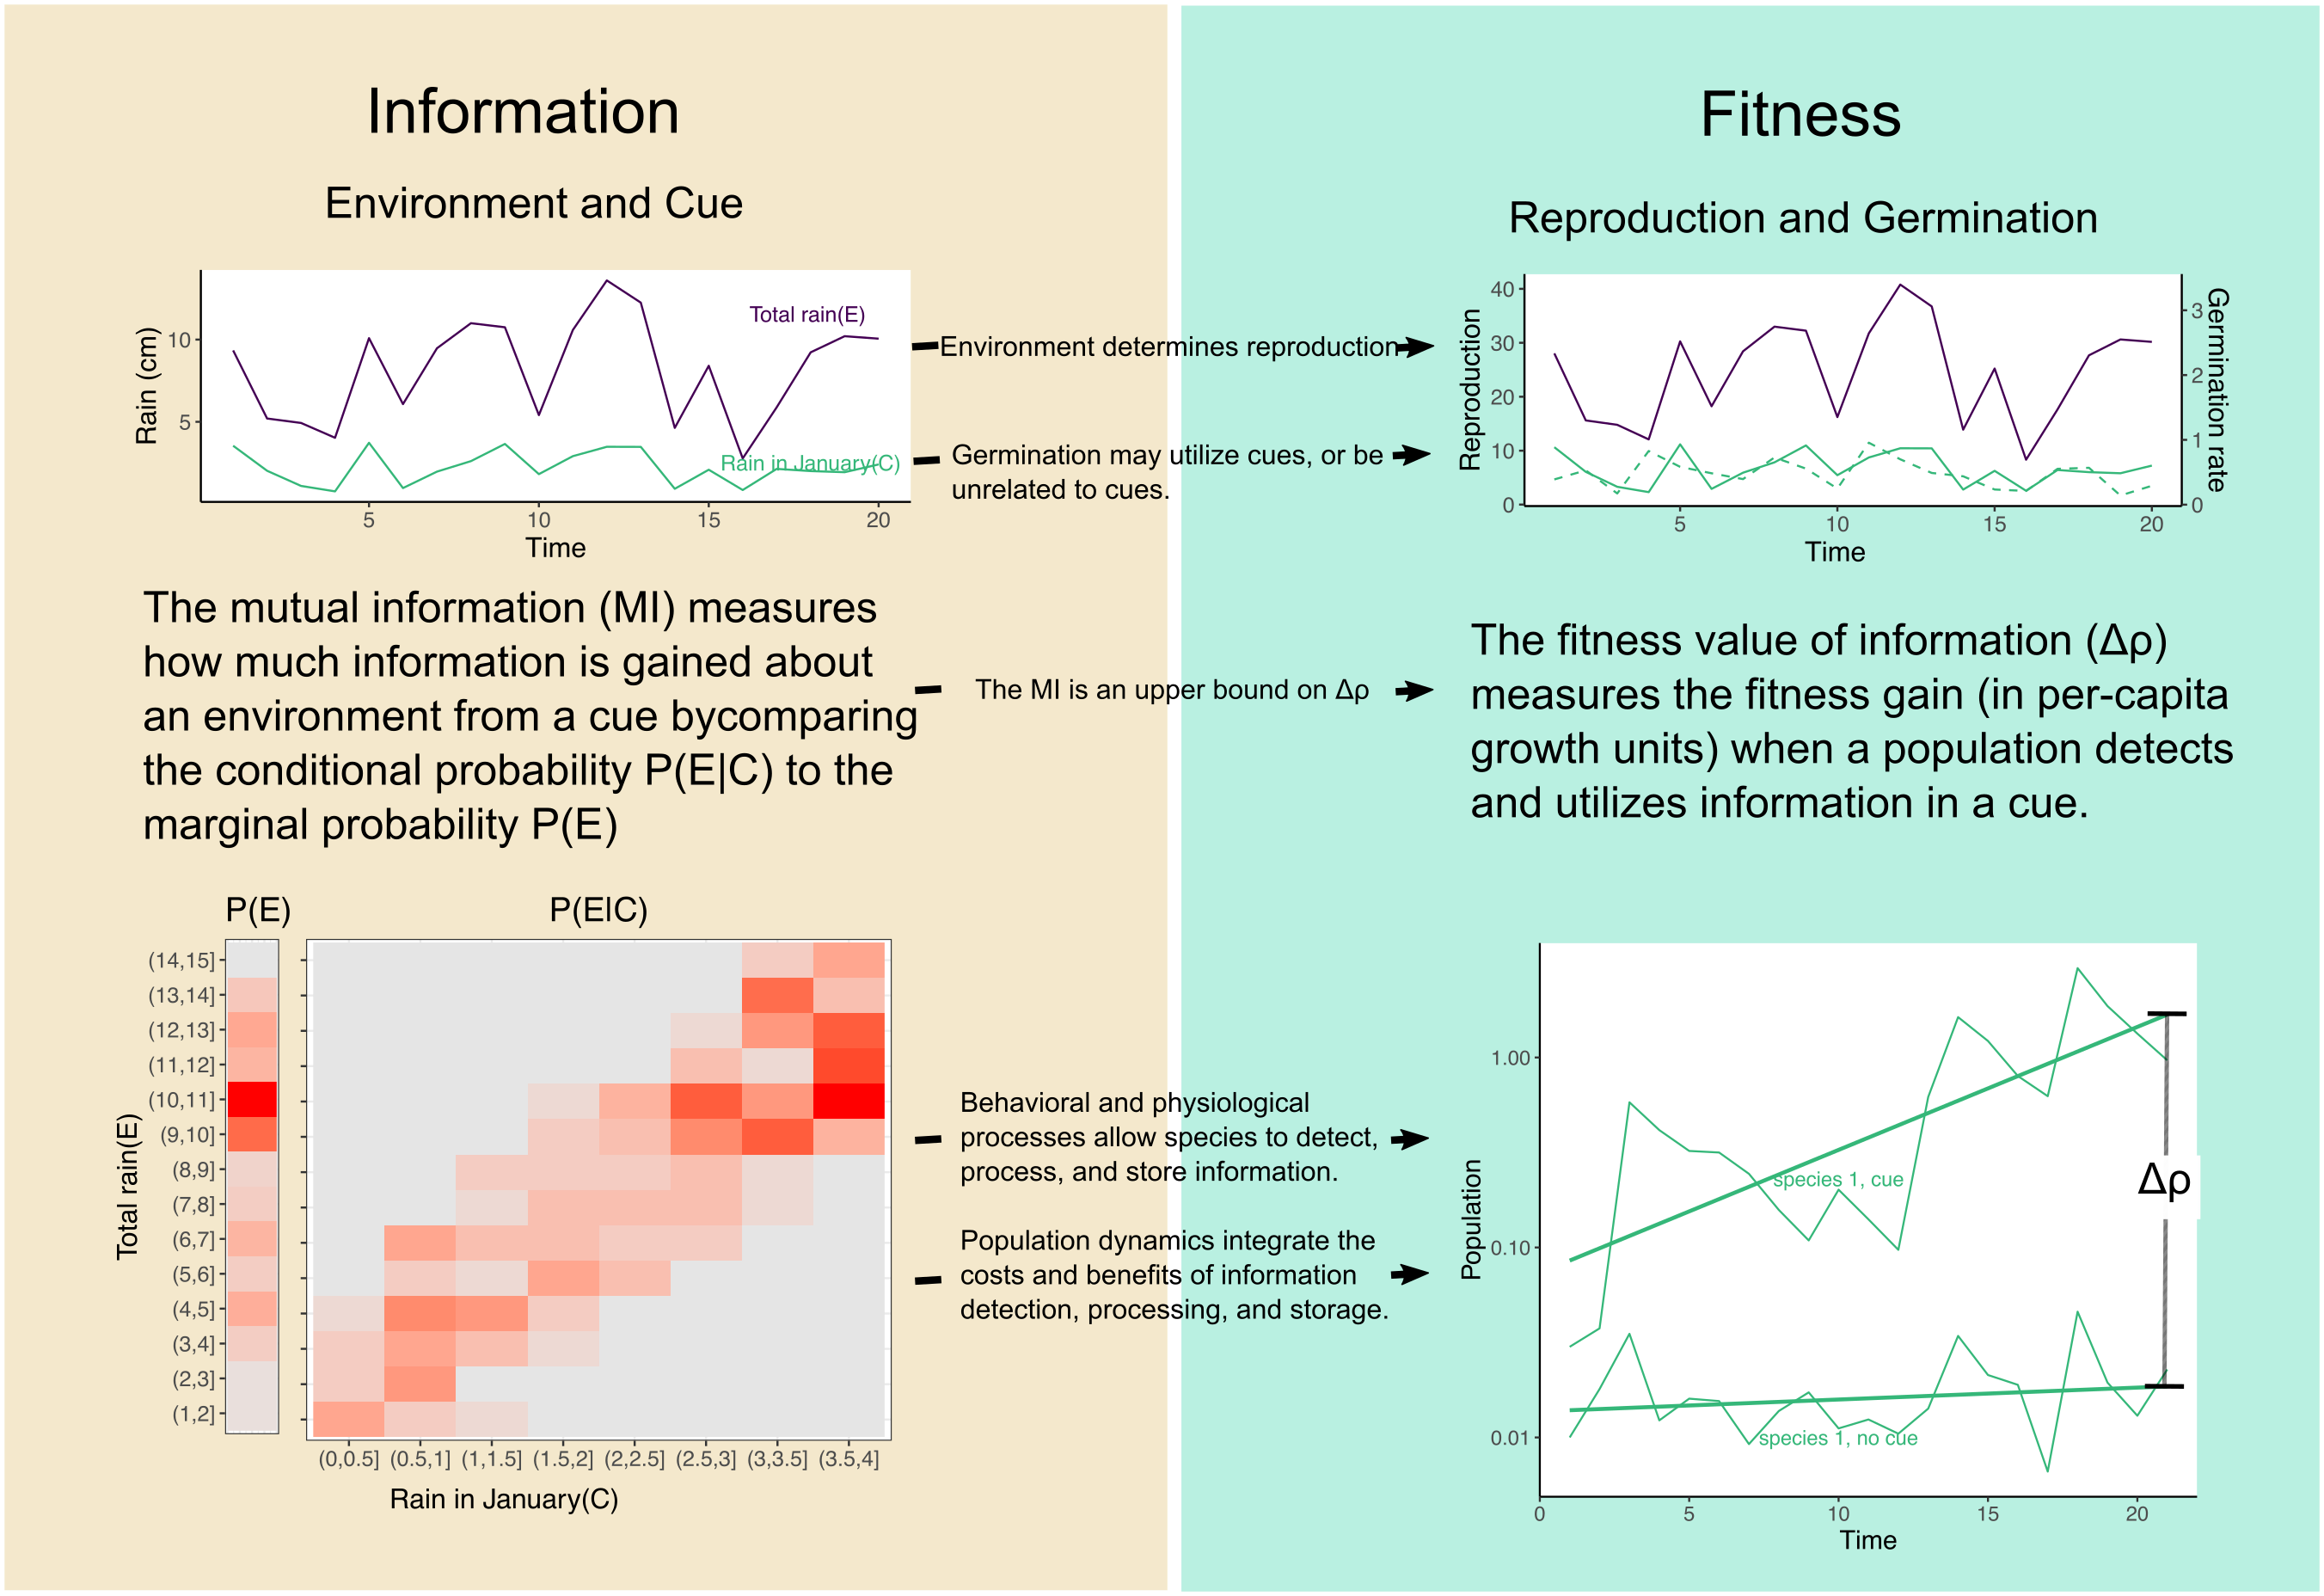 Information
Environment and Cue
Rain (cm)
10
5
Total rain(E)
Rain in January(C)
5 10 15 20
Time
The mutual information (MI) measures
how much information is gained about
an environment from a cue bycomparing
the conditional probability P(E|C) to the
marginal probability P(E)
P(E)
P(E|C)
Total rain(E)
(14,15]
(13,14]
(12,13]
(11,12]
(10,11]
(9,10]
(8,9]
(7,8]
(6,7]
(5,6]
(4,5]
(3,4]
(2,3]
(1,2]
(0,0.5] (0.5,1] (1,1.5] (1.5,2] (2,2.5] (2.5,3] (3,3.5] (3.5,4]
Rain in January(C)
Environment determines reproduction
Germination may utilize cues, or be
unrelated to cues.
The MI is an upper bound on Δρ
Behavioral and physiological
processes allow species to detect,
process, and store information.
Population dynamics integrate the
costs and benefits of information
detection, processing, and storage.
Fitness
Reproduction and Germination
Reproduction
40
30
20
10
0
Germination rate
3
2
1
0
5 10 15 20
Time
The fitness value of information (Δρ)
measures the fitness gain (in per-capita
growth units) when a population detects
and utilizes information in a cue.
Population
1.00
0.10
0.01
species 1, cue
species 1, no cue
Δρ
0 5 10 15 20
Time